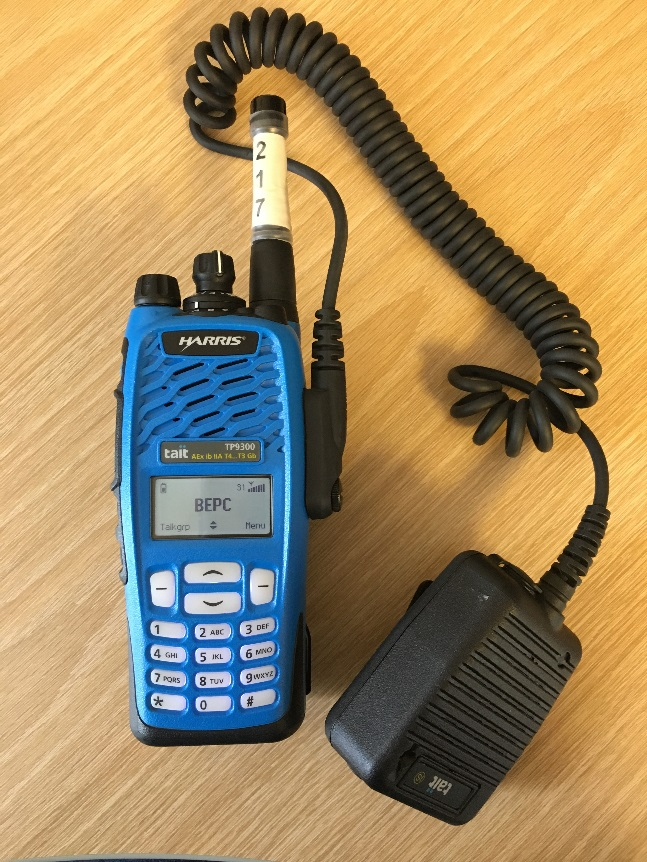 2
1
7
HARRIS®
tait TP9300
AEx ib IIA T4...T3 Gb
31
BEPC
Talkgrp Menu
1 2 ABC 3 DEF
4 GHI 5 JKL 6 MNO
7 PQRS 8 TUV 9 WXYZ
* 0 #
tait